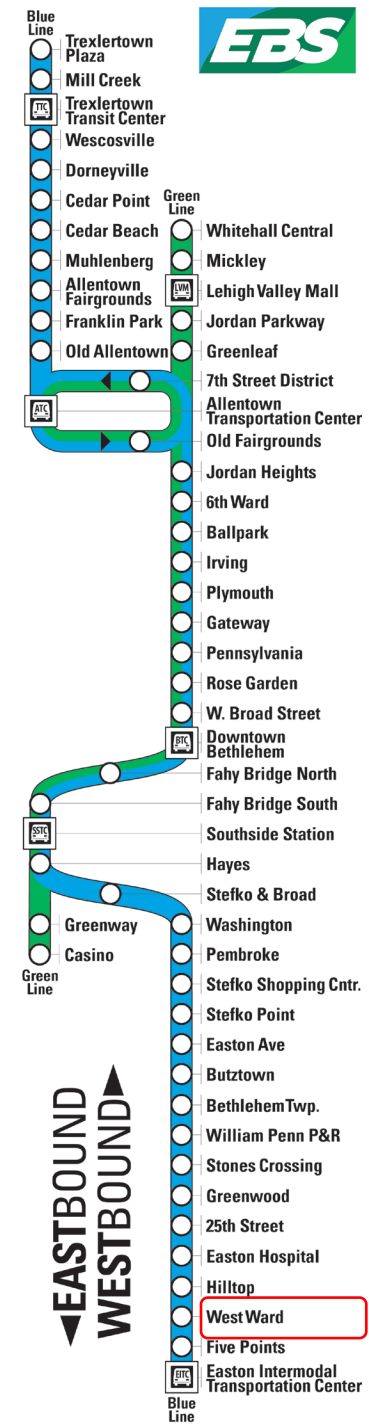 Blue
Line
EBS
Trexlertown
Plaza
Mill Creek
TTC
Trexlertown
Transit Center
Wescosville
Dorneyville
Cedar Point
Green
Line
Cedar Beach
Whitehall Central
Muhlenberg
Mickley
Allentown
Fairgrounds
LVM
Lehigh Valley Mall
Franklin Park
Jordan Parkway
Old Allentown
Greenleaf
7th Street District
ATC
Allentown
Transportation Center
Old Fairgrounds
Jordan Heights
6th Ward
Ballpark
Irving
Plymouth
Gateway
Pennsylvania
Rose Garden
W. Broad Street
BTC
Downtown
Bethlehem
Fahy Bridge North
Fahy Bridge South
SSTC
Southside Station
Hayes
Stefko & Broad
Greenway
Washington
Casino
Pembroke
Green
Line
Stefko Shopping Cntr.
Stefko Point
Easton Ave
Butztown
Bethlehem Twp.
William Penn P&R
Stones Crossing
Greenwood
25th Street
Easton Hospital
Hilltop
West Ward
Five Points
EITC
Easton Intermodal
Transportation Center
Blue
Line
EASTBOUND
WESTBOUND